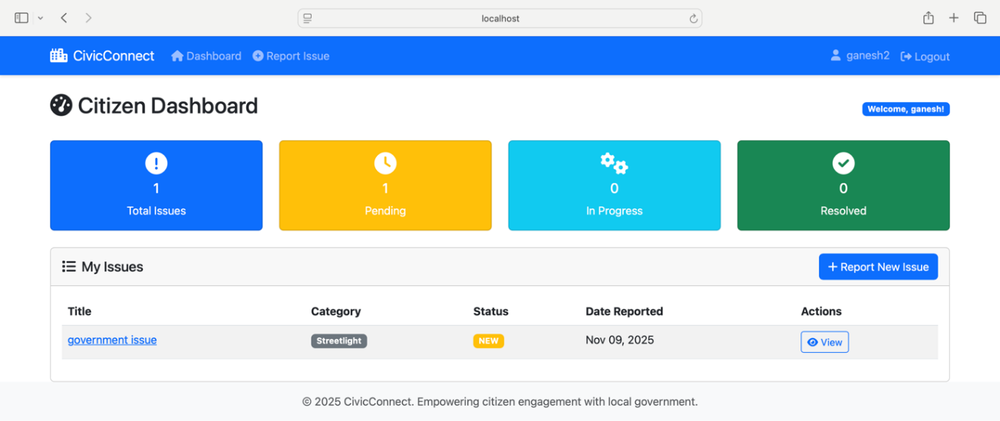 localhost
CivicConnect Dashboard Report Issue ganesh2 Logout
Citizen Dashboard
Welcome, ganesh!
1 1 0 0
Total Issues Pending In Progress Resolved
My Issues + Report New Issue
Title Category Status Date Reported Actions
government issue Streetlight NEW Nov 09, 2025 View
© 2025 CivicConnect. Empowering citizen engagement with local government.